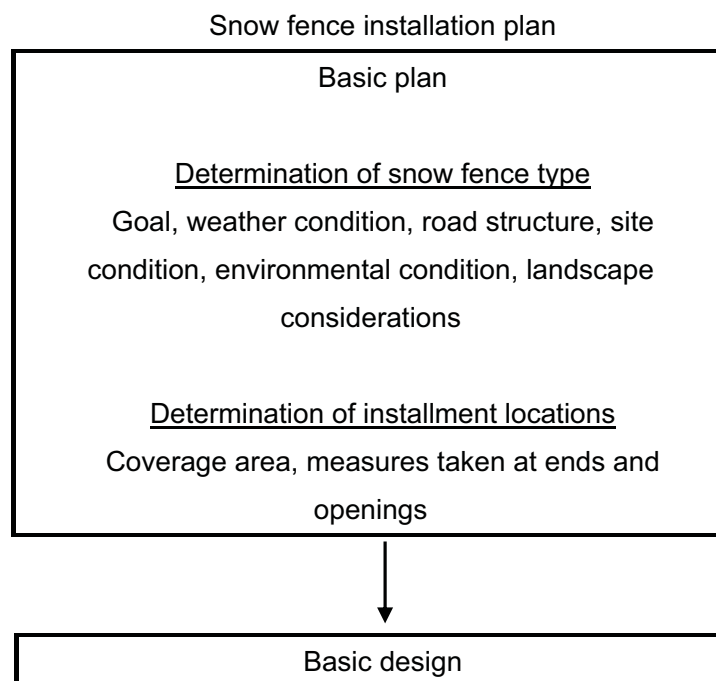 Snow fence installation plan
Basic plan
Determination of snow fence type
Goal, weather condition, road structure, site
condition, environmental condition, landscape
considerations
Determination of installment locations
Coverage area, measures taken at ends and
openings
Basic design